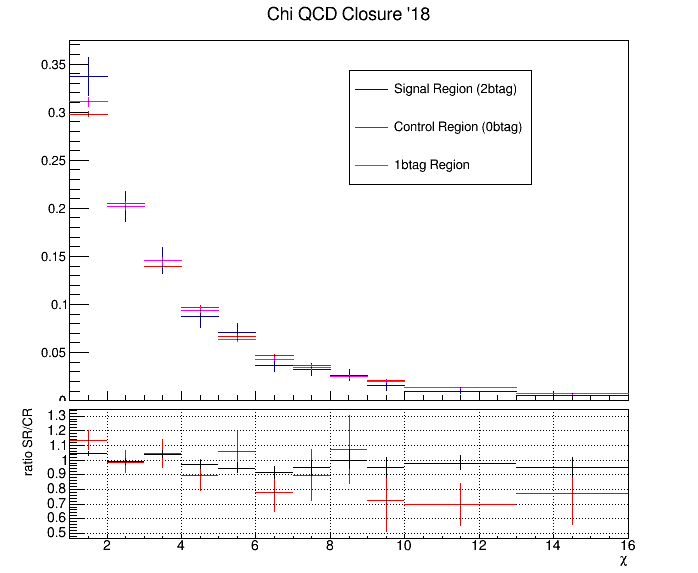 Chi QCD Closure '18
0.35
0.3
0.25
0.2
0.15
0.1
0.05
0
Signal Region (2btag)
Control Region (0btag)
1btag Region
ratio SR/CR
1.3
1.2
1.1
1
0.9
0.8
0.7
0.6
0.5
2 4 6 8 10 12 14 16
χ